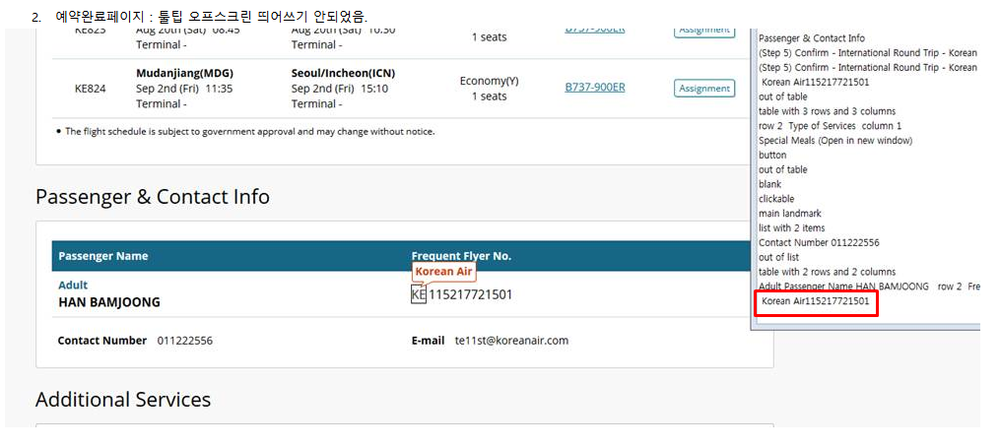 2. 예약완료페이지 : 툴팁 오프스크린 띄어쓰기 안되었음.
KE823 Aug 20th(Sat) 08:45 Aug 20th(Sat) 10:30 B737-900ER Assignment
Terminal - Terminal - 1 seats
Mudanjiang(MDG) Seoul/Incheon(ICN) Economy(Y)
KE824 Sep 2nd (Fri) 11:35 Sep 2nd (Fri) 15:10 B737-900ER Assignment
Terminal - Terminal - 1 seats
• The flight schedule is subject to government approval and may change without notice.
Passenger & Contact Info
Passenger Name Frequent Flyer No.
Korean Air
Adult
HAN BAMJOONG KE 115217721501
Contact Number 011222556 E-mail te11st@koreanair.com
Additional Services
Passenger & Contact Info
(Step 5) Confirm - International Round Trip - Korean
(Step 5) Confirm - International Round Trip - Korean
Korean Air115217721501
out of table
table with 3 rows and 3 columns
row 2 Type of Services column 1
Special Meals (Open in new window)
button
out of table
blank
clickable
main landmark
list with 2 items
Contact Number 011222556
out of list
table with 2 rows and 2 columns
Adult Passenger Name HAN BAMJOONG row 2 Fre
Korean Air115217721501